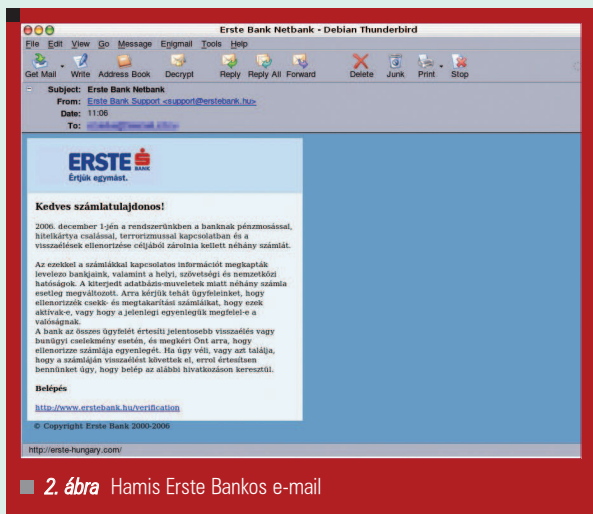 Erste Bank Netbank - Debian Thunderbird
File Edit View Go Message Enigmail Tools Help
Get Mail Write Address Book Decrypt Reply Reply All Forward Delete Junk Print Stop
Subject: Erste Bank Netbank
From: Erste Bank Support <support@erstebank.hu>
Date: 11:06
To:
ERSTE BANK
Értjük egymást.
Kedves számlatulajdonos!
2006. december 1-jén a rendszerünkben a banknak pénzmosással,
hitelkártya csalással, terrorizmussal kapcsolatban és a
visszaélések ellenorizése céljából zárolnia kellett néhány számlát.
Az ezekkel a számlákkal kapcsolatos információt megkapták
levelezo bankjaink, valamint a helyi, szövetségi és nemzetközi
hatóságok. A kiterjedt adatbázis-muveletek miatt néhány számla
esetleg megváltozott. Arra kérjük tehát ügyfeleinket, hogy
ellenorizzék csekk- és megtakarítási számláikat, hogy ezek
aktívak-e, vagy hogy a jelenlegi egyenlegük megfelel-e a
valóságnak.
A bank az összes ügyfelét értesíti jelentosebb visszaélés vagy
bunügyi cselekmény esetén, és megkéri Önt arra, hogy
ellenorizze számlája egyenlegét. Ha úgy véli, vagy azt találja,
hogy a számláján visszaélést követtek el, errol értesítsen
bennünket úgy, hogy belép az alábbi hivatkozáson keresztül.
Belépés
http://www.erstebank.hu/verification
© Copyright Erste Bank 2000-2006
http://erste-hungary.com/
2. ábra Hamis Erste Bankos e-mail